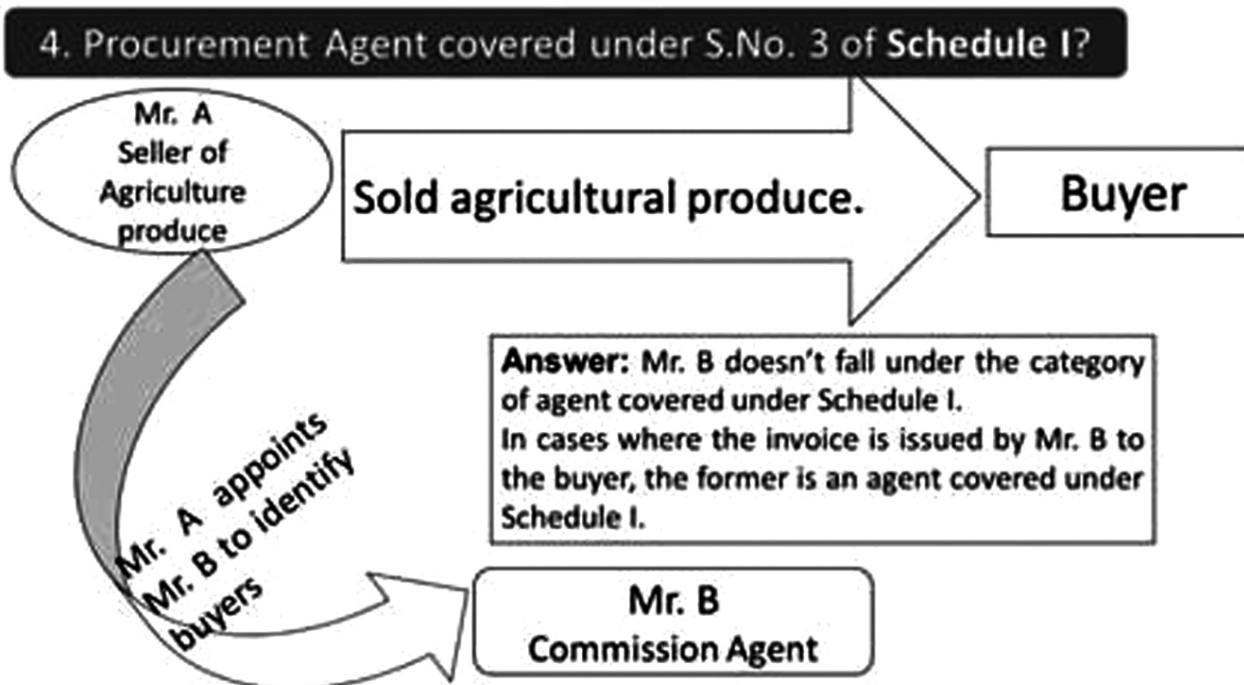 4. Procurement Agent covered under S.No. 3 of Schedule I?
Mr. A
Seller of
Agriculture
produce
Sold agricultural produce.
Buyer
Answer: Mr. B doesn't fall under the category
of agent covered under Schedule I.
In cases where the invoice is issued by Mr. B to
the buyer, the former is an agent covered under
Schedule I.
Mr. A appoints
Mr. B to identify
buyers
Mr. B
Commission Agent